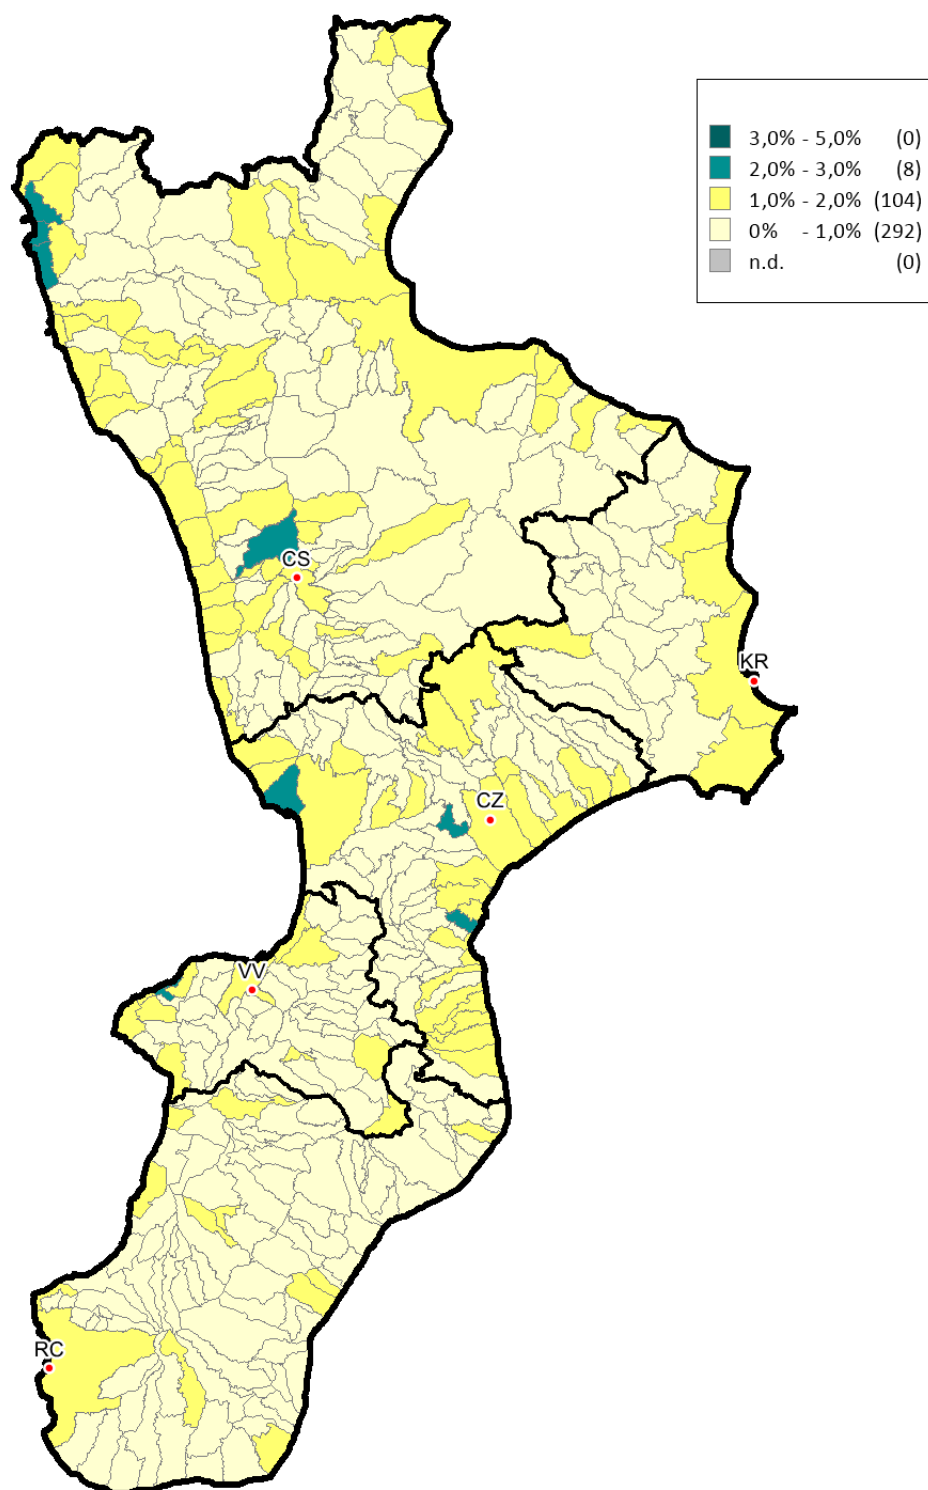 3,0% - 5,0% (0)
2,0% - 3,0% (8)
1,0% - 2,0% (104)
0% - 1,0% (292)
n.d. (0)
CS
KR
CZ
VV
RC